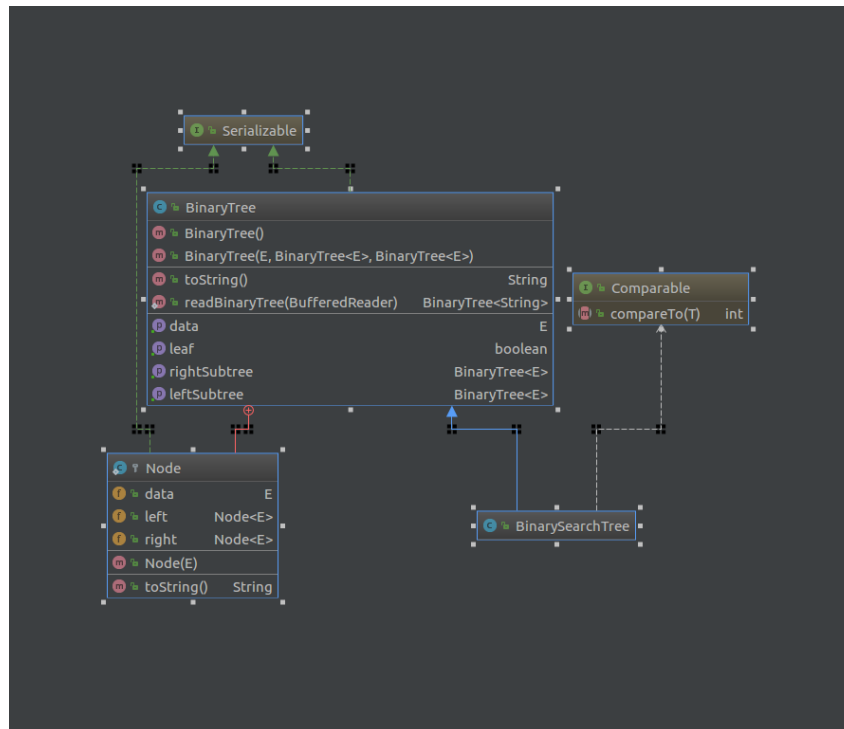 Serializable
BinaryTree
BinaryTree()
BinaryTree(E, BinaryTree<E>, BinaryTree<E>)
toString() String
readBinaryTree(BufferedReader) BinaryTree<String>
data E
leaf boolean
rightSubtree BinaryTree<E>
leftSubtree BinaryTree<E>
Comparable
compareTo(T) int
Node
data E
left Node<E>
right Node<E>
Node(E)
toString() String
BinarySearchTree